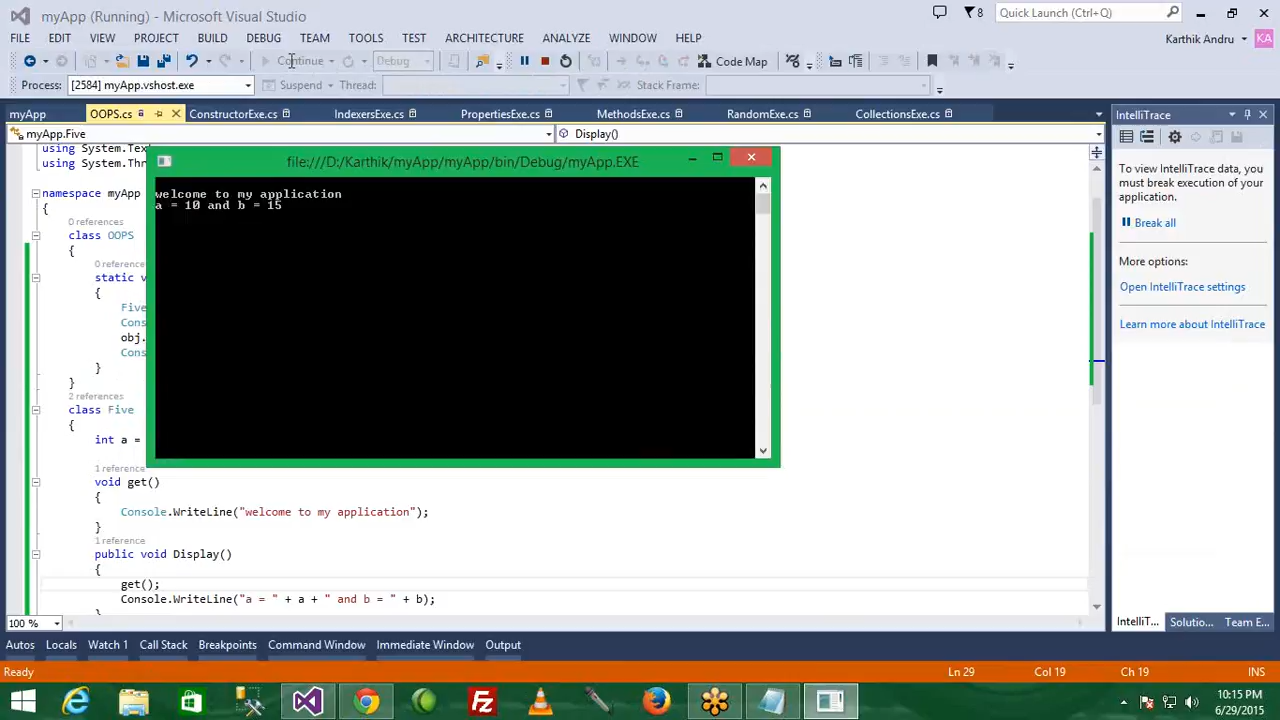 myApp (Running) - Microsoft Visual Studio
8
Quick Launch (Ctrl+Q)
FILE EDIT VIEW PROJECT BUILD DEBUG TEAM TOOLS TEST ARCHITECTURE ANALYZE WINDOW HELP
Karthik Andru KA
Continue Debug Code Map
Process: [2584] myApp.vshost.exe Suspend Thread: Stack Frame:
myApp OOPS.cs ConstructorExe.cs IndexersExe.cs PropertiesExe.cs MethodsExe.cs RandomExe.cs CollectionsExe.cs
IntelliTrace
myApp.Five Display()
using System.Text
using System.Thr
file:///D:/Karthik/myApp/myApp/bin/Debug/myApp.EXE
welcome to my application
a = 10 and b = 15
namespace myApp
{
0 references
class OOPS
{
0 references
static v
{
Five
Cons
obj.
Cons
}
}
2 references
class Five
{
int a =
1 reference
void get()
{
Console.WriteLine("welcome to my application");
}
1 reference
public void Display()
{
get();
Console.WriteLine("a = " + a + " and b = " + b);
}
To view IntelliTrace data, you
must break execution of your
application.
Break all
More options:
Open IntelliTrace settings
Learn more about IntelliTrace
100 %
IntelliT... Solutio... Team E...
Autos Locals Watch 1 Call Stack Breakpoints Command Window Immediate Window Output
Ready Ln 29 Col 19 Ch 19 INS
10:15 PM
6/29/2015